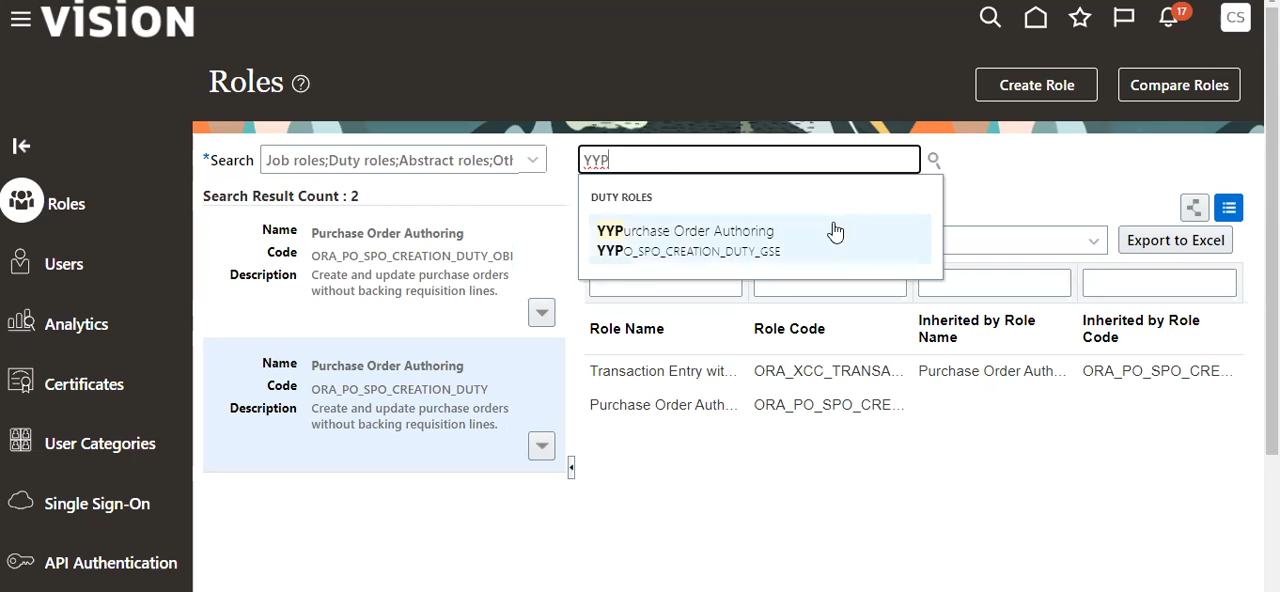 VISION
17
CS
Roles ?
Create Role
Compare Roles
*Search
Job roles;Duty roles;Abstract roles;Oth
YYP
Search Result Count : 2
DUTY ROLES
YYPurchase Order Authoring
YYPO_SPO_CREATION_DUTY_GSE
Export to Excel
Roles
Users
Analytics
Certificates
User Categories
Single Sign-On
API Authentication
Name Purchase Order Authoring
Code ORA_PO_SPO_CREATION_DUTY_OBI
Description Create and update purchase orders
without backing requisition lines.
Name Purchase Order Authoring
Code ORA_PO_SPO_CREATION_DUTY
Description Create and update purchase orders
without backing requisition lines.
Role Name Role Code Inherited by Role Name Inherited by Role Code
Transaction Entry wit... ORA_XCC_TRANSA... Purchase Order Auth... ORA_PO_SPO_CRE...
Purchase Order Auth... ORA_PO_SPO_CRE...